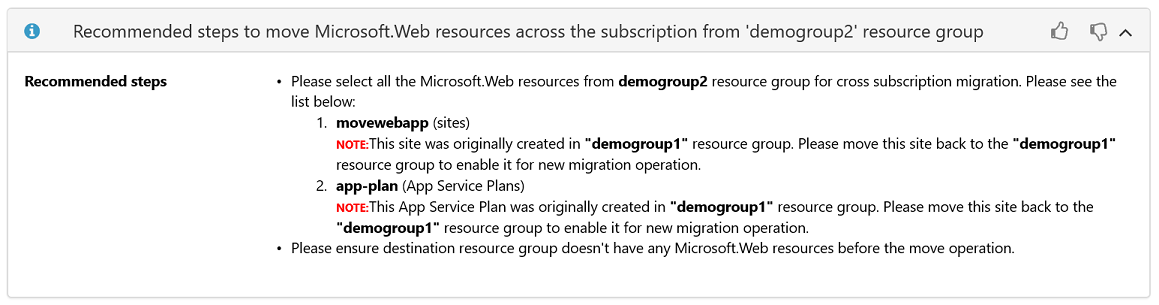 Recommended steps to move Microsoft.Web resources across the subscription from 'demogroup2' resource group
Recommended steps
• Please select all the Microsoft.Web resources from demogroup2 resource group for cross subscription migration. Please see the
list below:
1. movewebapp (sites)
NOTE:This site was originally created in "demogroup1" resource group. Please move this site back to the "demogroup1"
resource group to enable it for new migration operation.
2. app-plan (App Service Plans)
NOTE:This App Service Plan was originally created in "demogroup1" resource group. Please move this site back to the
"demogroup1" resource group to enable it for new migration operation.
• Please ensure destination resource group doesn't have any Microsoft.Web resources before the move operation.